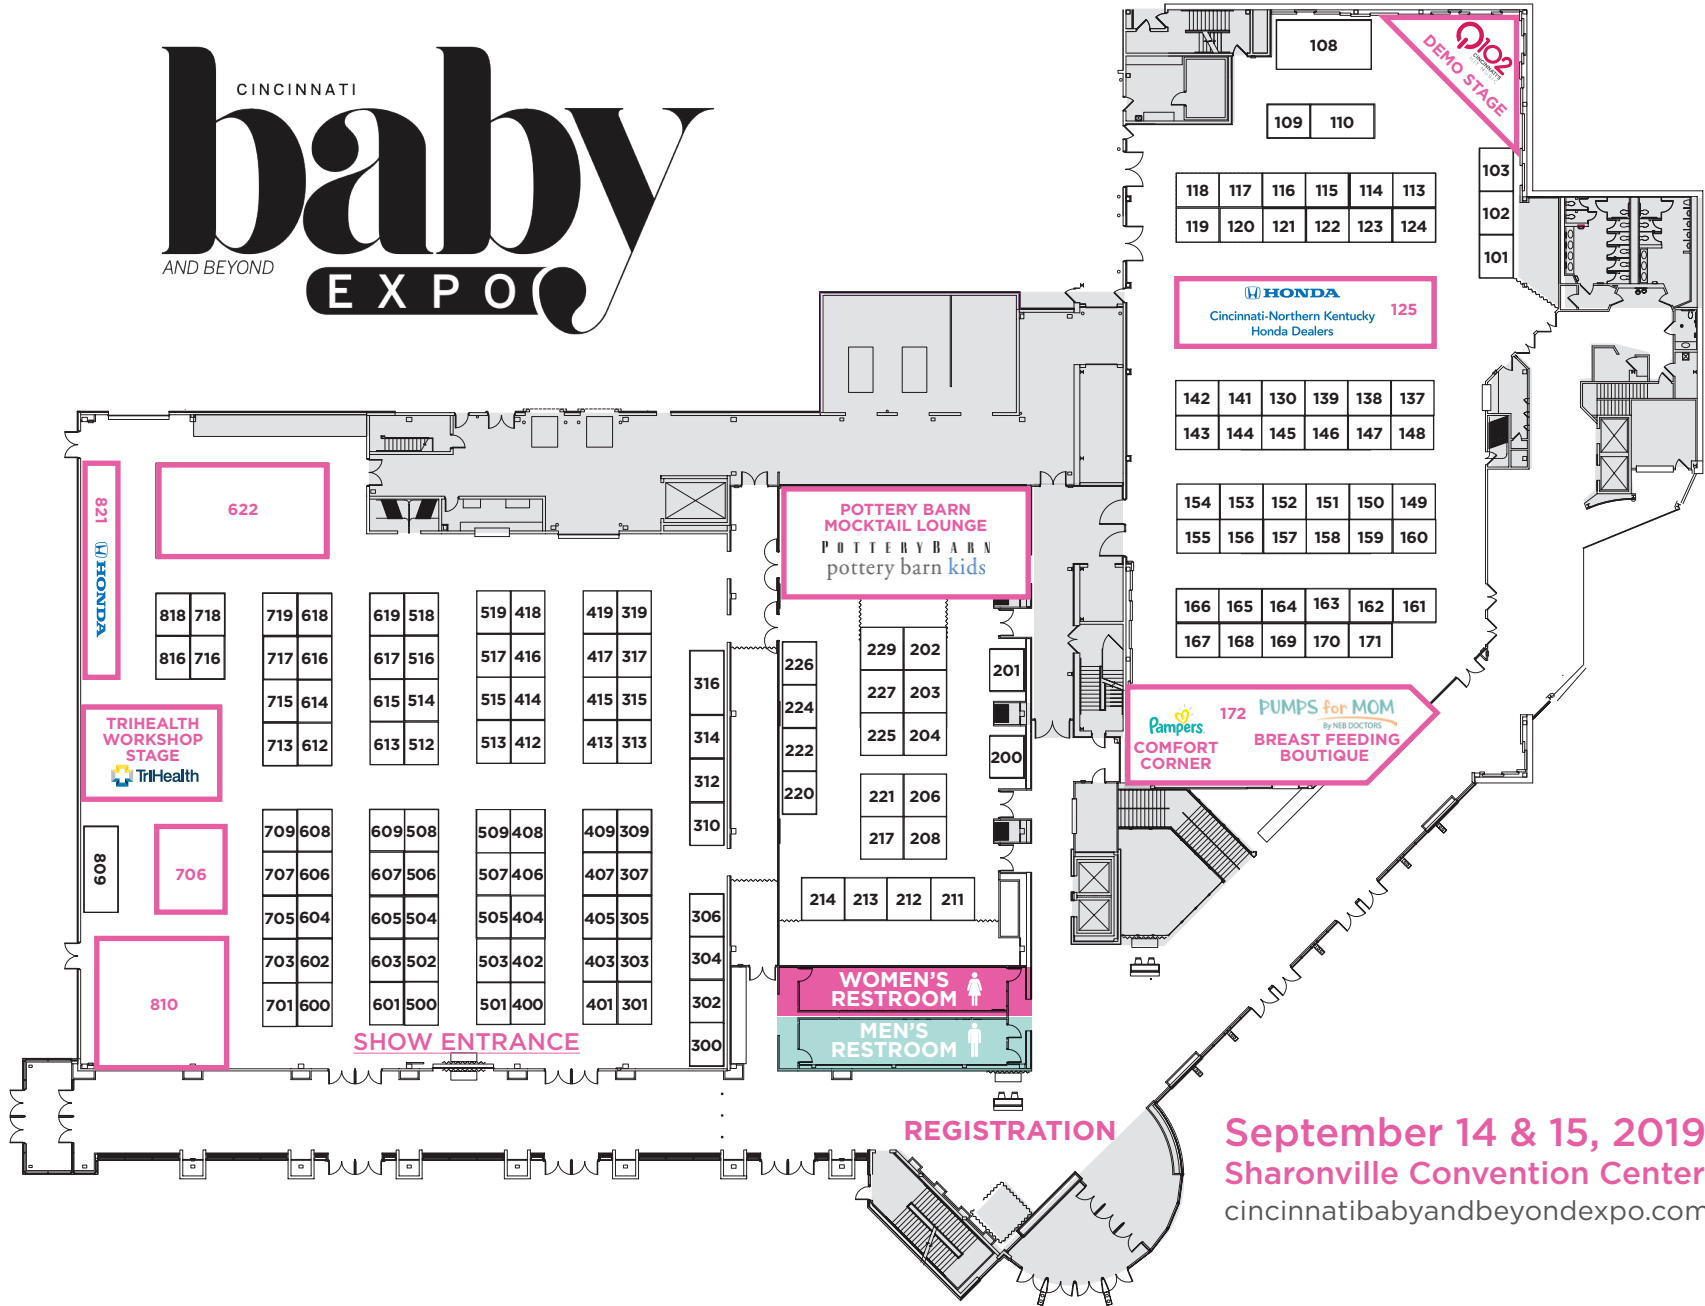 CINCINNATI
baby
AND BEYOND
EXPO
108
Q102
CINCINNATI'S
HIT MUSIC
DEMO STAGE
109 110
103
102
101
118 117 116 115 114 113
119 120 121 122 123 124
HONDA
Cincinnati-Northern Kentucky
Honda Dealers
125
142 141 130 139 138 137
143 144 145 146 147 148
154 153 152 151 150 149
155 156 157 158 159 160
166 165 164 163 162 161
167 168 169 170 171
Pampers
COMFORT
CORNER
172
PUMPS for MOM
By NEB DOCTORS
BREAST FEEDING
BOUTIQUE
821 HONDA
622
POTTERY BARN
MOCKTAIL LOUNGE
POTTERY BARN
pottery barn kids
818 718
816 716
719 618
717 616
715 614
713 612
619 518
617 516
615 514
613 512
519 418
517 416
515 414
513 412
419 319
417 317
415 315
413 313
316
314
312
310
226
224
222
220
229 202
227 203
225 204
221 206
217 208
201
200
214 213 212 211
TRIHEALTH
WORKSHOP
STAGE
TriHealth
809
706
810
709 608
707 606
705 604
703 602
701 600
609 508
607 506
605 504
603 502
601 500
509 408
507 406
505 404
503 402
501 400
409 309
407 307
405 305
403 303
401 301
306
304
302
300
WOMEN'S
RESTROOM
MEN'S
RESTROOM
SHOW ENTRANCE
REGISTRATION
September 14 & 15, 2019
Sharonville Convention Center
cincinnatibabyandbeyondexpo.com